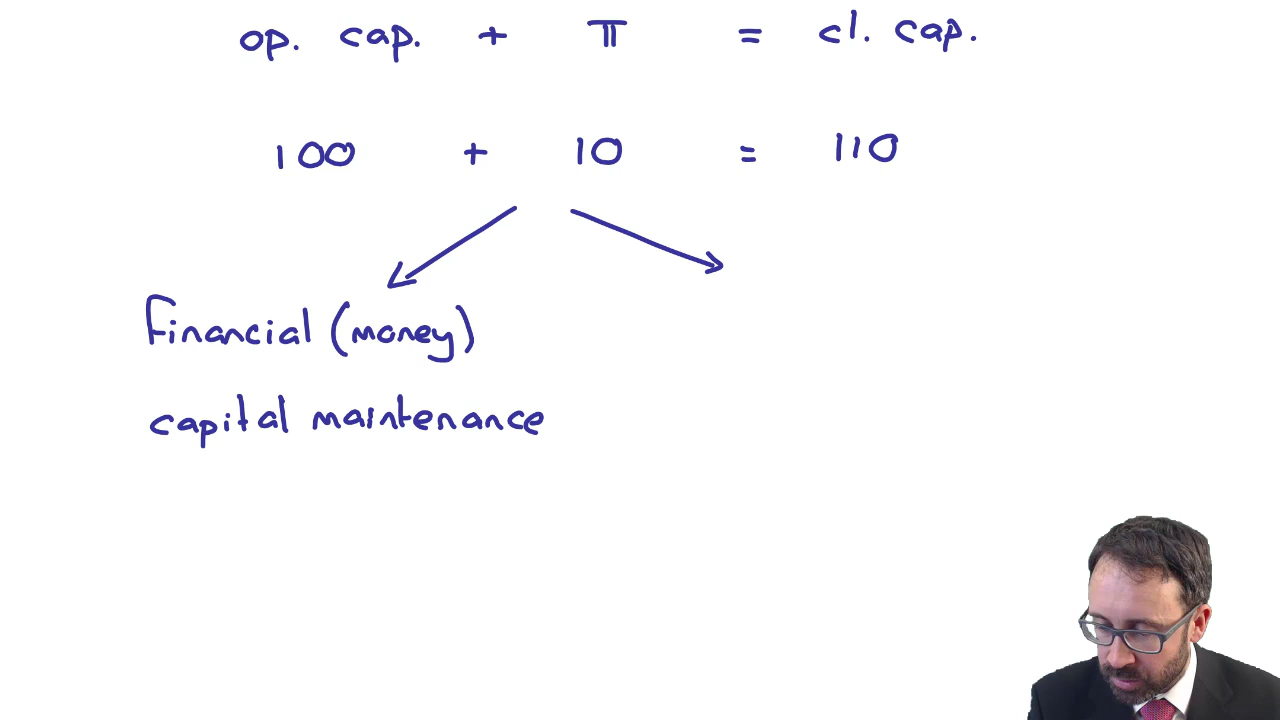 op. cap. + π = cl. cap.
100 + 10 = 110
Financial (money)
capital maintenance